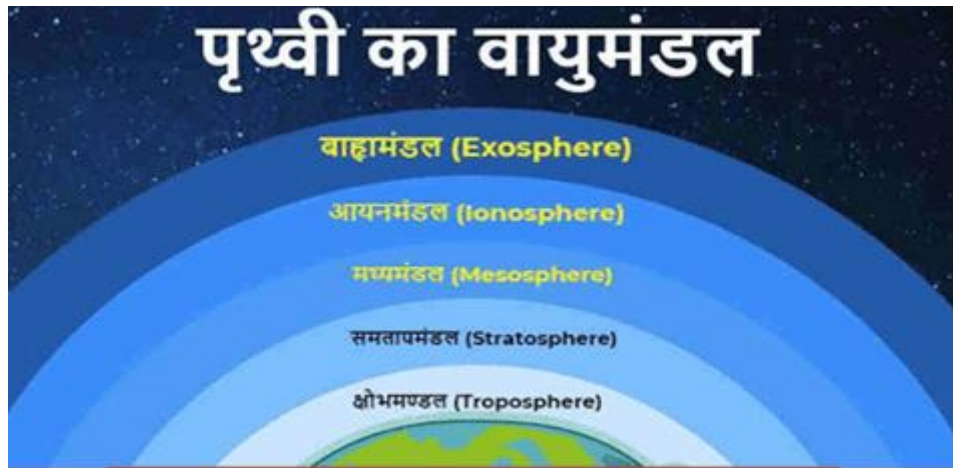 पृथ्वी का वायुमंडल
बाह्यमंडल (Exosphere)
आयनमंडल (Ionosphere)
मध्यमंडल (Mesosphere)
समतापमंडल (Stratosphere)
क्षोभमण्डल (Troposphere)